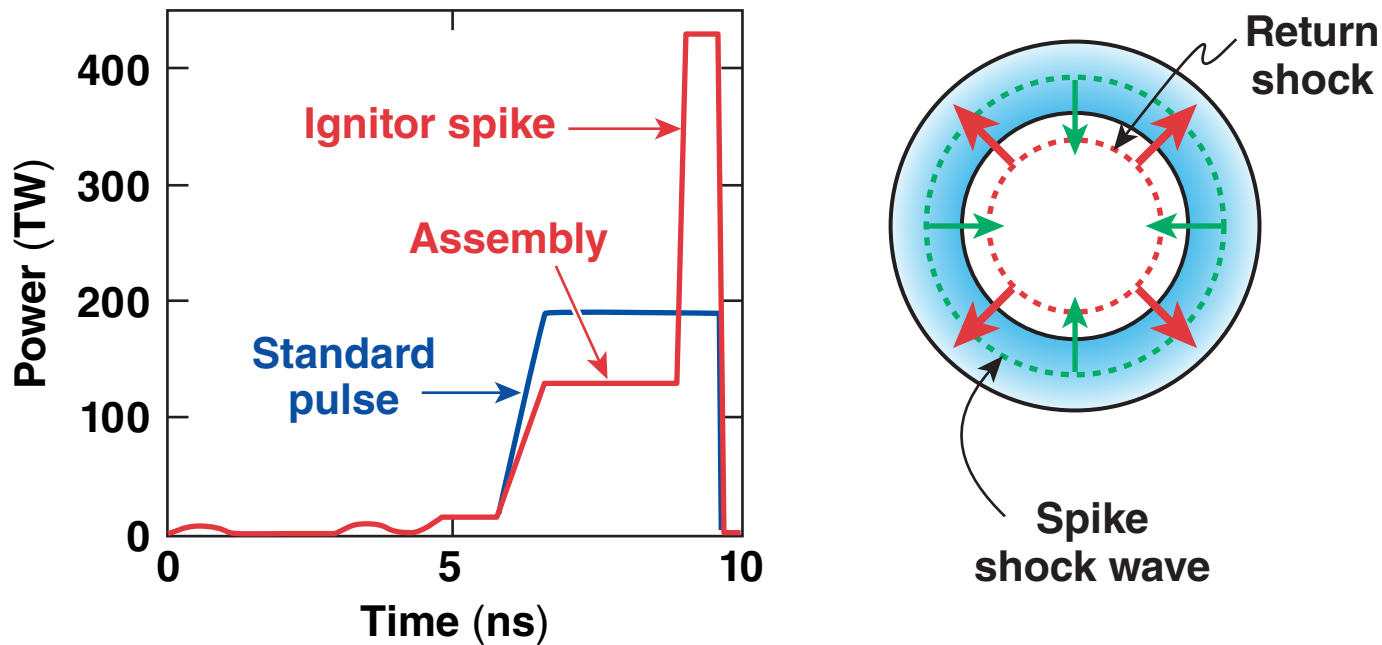 Power (TW)
400
300
200
100
0
0
5
10
Time (ns)
Ignitor spike
Assembly
Standard
pulse
Return
shock
Spike
shock wave